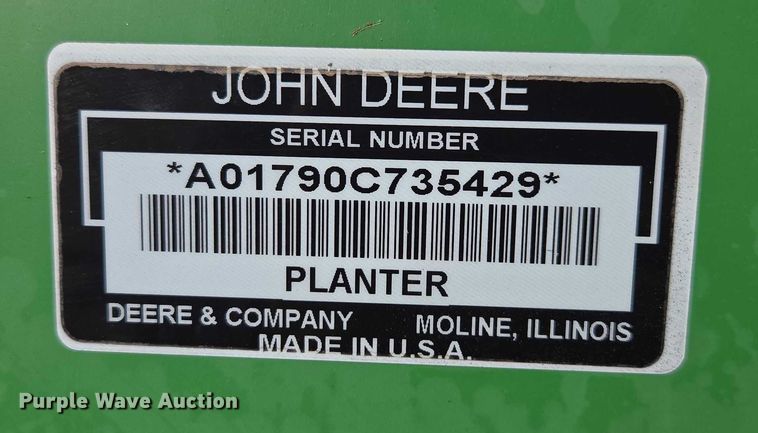 JOHN DEERE
SERIAL NUMBER
*A01790C735429*
PLANTER
DEERE & COMPANY MOLINE, ILLINOIS
MADE IN U.S.A.
Purple Wave Auction